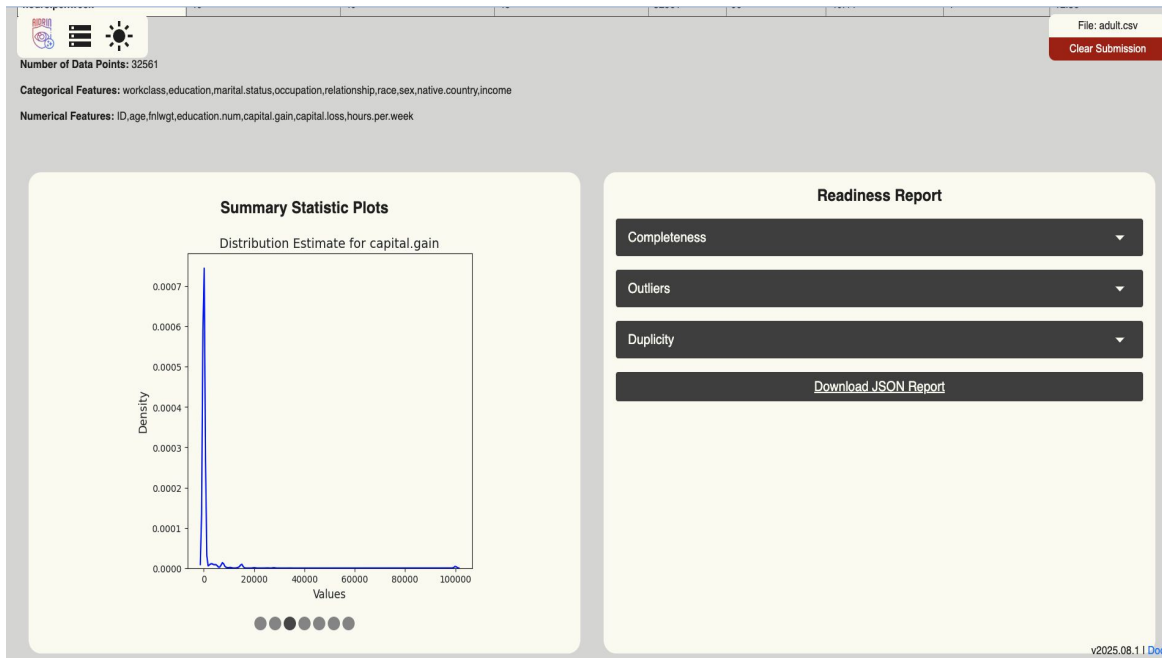 AIDRIN
File: adult.csv
Clear Submission
Number of Data Points: 32561
Categorical Features: workclass,education,marital.status,occupation,relationship,race,sex,native.country,income
Numerical Features: ID,age,fnlwgt,education.num,capital.gain,capital.loss,hours.per.week
Summary Statistic Plots
Distribution Estimate for capital.gain
0.0007
0.0006
0.0005
0.0004
0.0003
0.0002
0.0001
0.0000
Density
0 20000 40000 60000 80000 100000
Values
Readiness Report
Completeness
Outliers
Duplicity
Download JSON Report
v2025.08.1 |